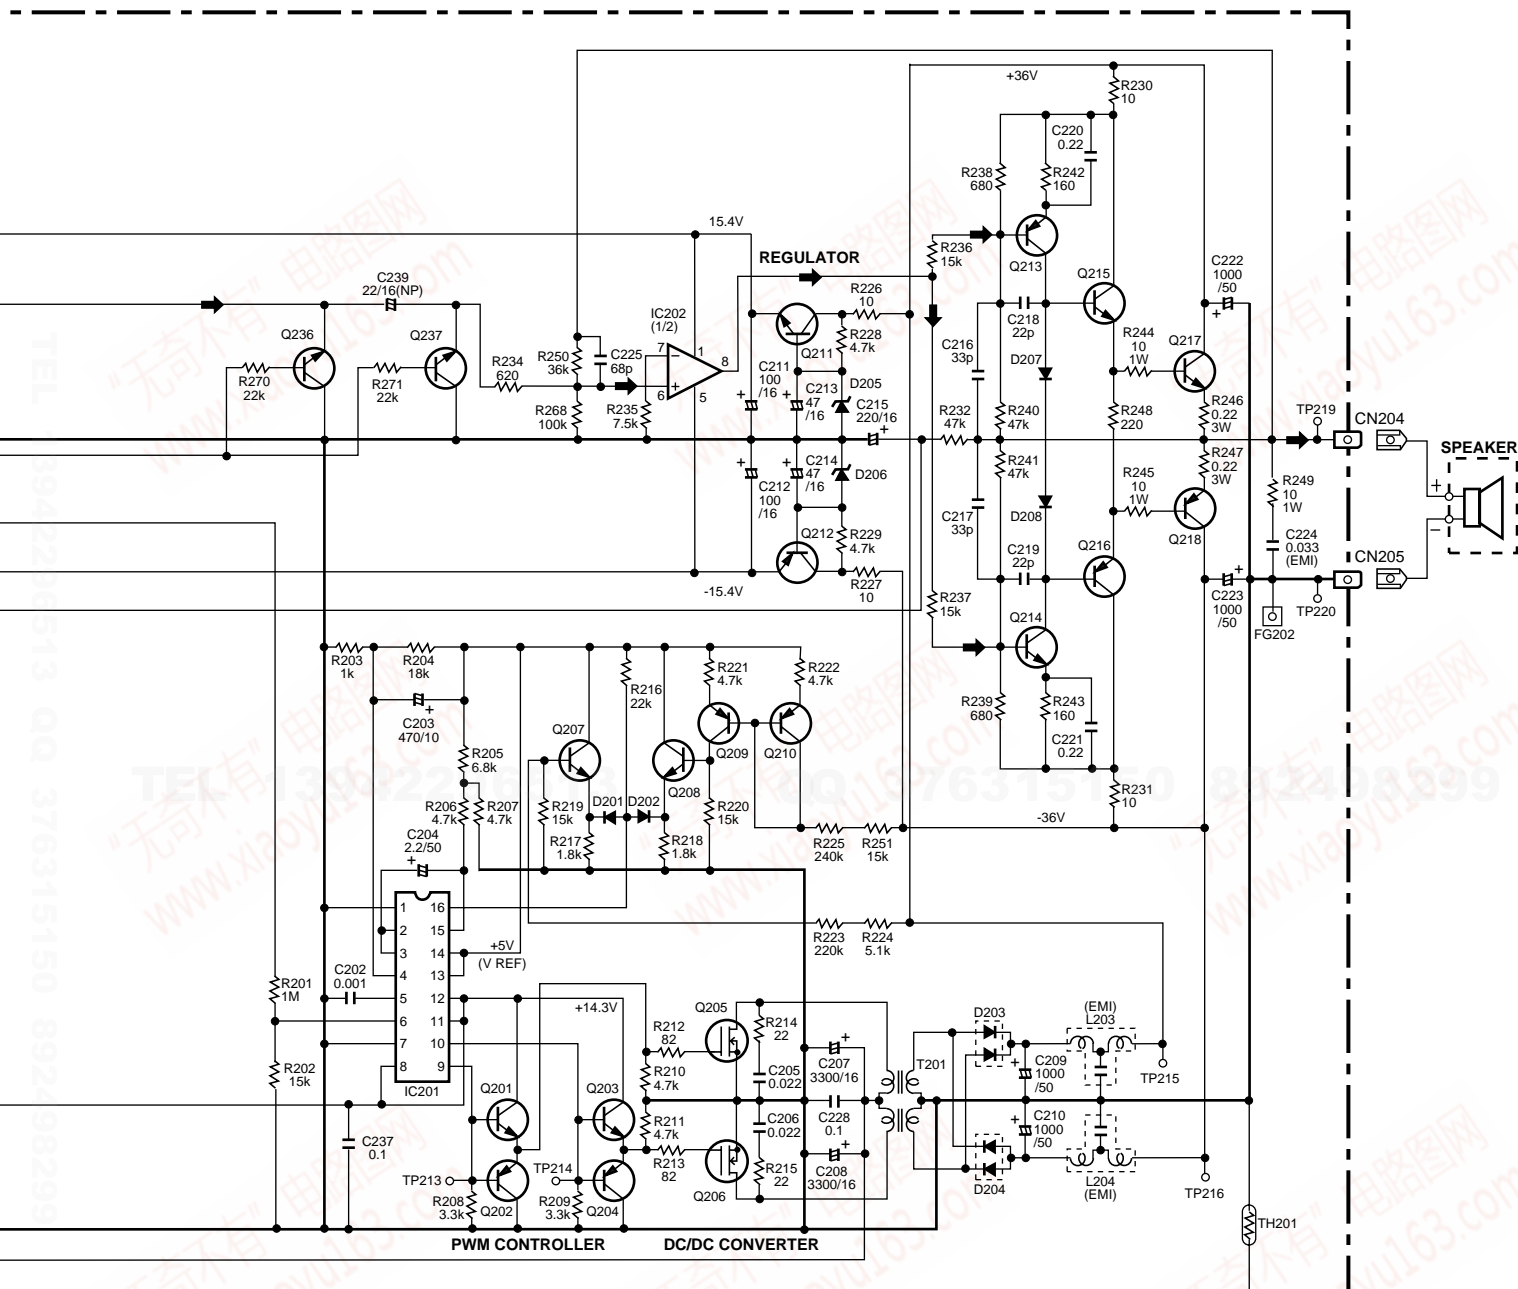 +36V
R230
10
C220
0.22
R238
680
R242
160
15.4V
REGULATOR
R236
15k
Q213
C222
1000
/50
+
C239
22/16(NP)
Q215
R226
10
IC202
(1/2)
C218
22p
Q236
Q237
R228
4.7k
R244
10
1W
Q217
7
−
1
8
+
6
5
R250
36k
C225
68p
Q211
C216
33p
D207
R234
620
C211
100
/16
+
C213
47
/16
+
D205
R270
22k
R271
22k
R268
100k
R235
7.5k
C215
220/16
+
R232
47k
R240
47k
R248
220
R246
0.22
3W
TP219
CN204
SPEAKER
+
−
C212
100
/16
+
C214
47
/16
+
D206
R241
47k
R245
10
1W
R247
0.22
3W
R249
10
1W
C217
33p
D208
Q218
Q212
R229
4.7k
C219
22p
Q216
C224
0.033
(EMI)
CN205
-15.4V
R227
10
R237
15k
Q214
C223
1000
/50
+
TP220
FG202
R203
1k
R204
18k
R216
22k
R221
4.7k
R222
4.7k
C203
470/10
+
R239
680
R243
160
C221
0.22
Q207
Q209
Q210
R205
6.8k
Q208
R206
4.7k
R207
4.7k
R219
15k
D201
D202
R220
15k
R231
10
-36V
C204
2.2/50
+
R217
1.8k
R218
1.8k
R225
240k
R251
15k
1
16
2
15
3
14
4
13
5
12
6
11
7
10
8
9
IC201
+5V
(V REF)
R223
220k
R224
5.1k
R201
1M
C202
0.001
+14.3V
Q205
R212
82
R214
22
D203
(EMI)
L203
R202
15k
R210
4.7k
C205
0.022
C207
3300/16
+
T201
C209
1000
/50
+
TP215
Q201
Q203
C237
0.1
R211
4.7k
C206
0.022
C228
0.1
C210
1000
/50
+
TP213
TP214
R213
82
R215
22
C208
3300/16
+
Q206
D204
L204
(EMI)
TP216
R208
3.3k
Q202
R209
3.3k
Q204
TH201
PWM CONTROLLER
DC/DC CONVERTER